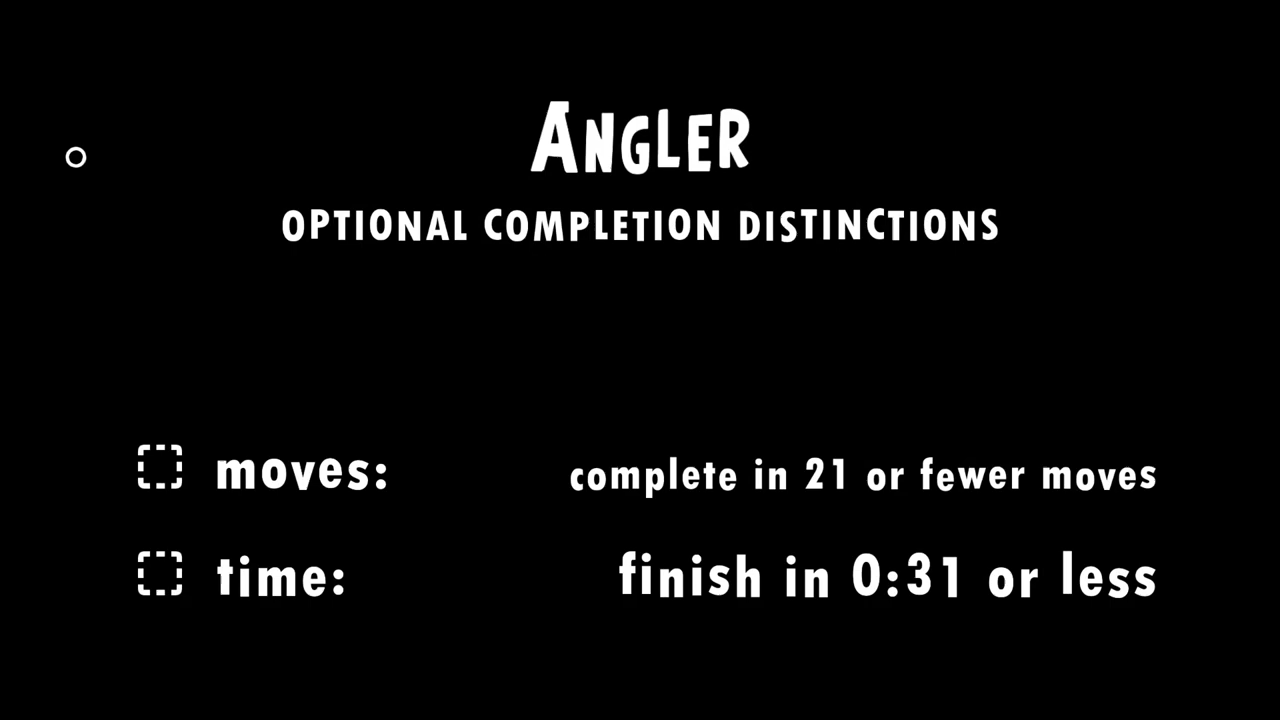 ANGLER
OPTIONAL COMPLETION DISTINCTIONS
moves: complete in 21 or fewer moves
time: finish in 0:31 or less